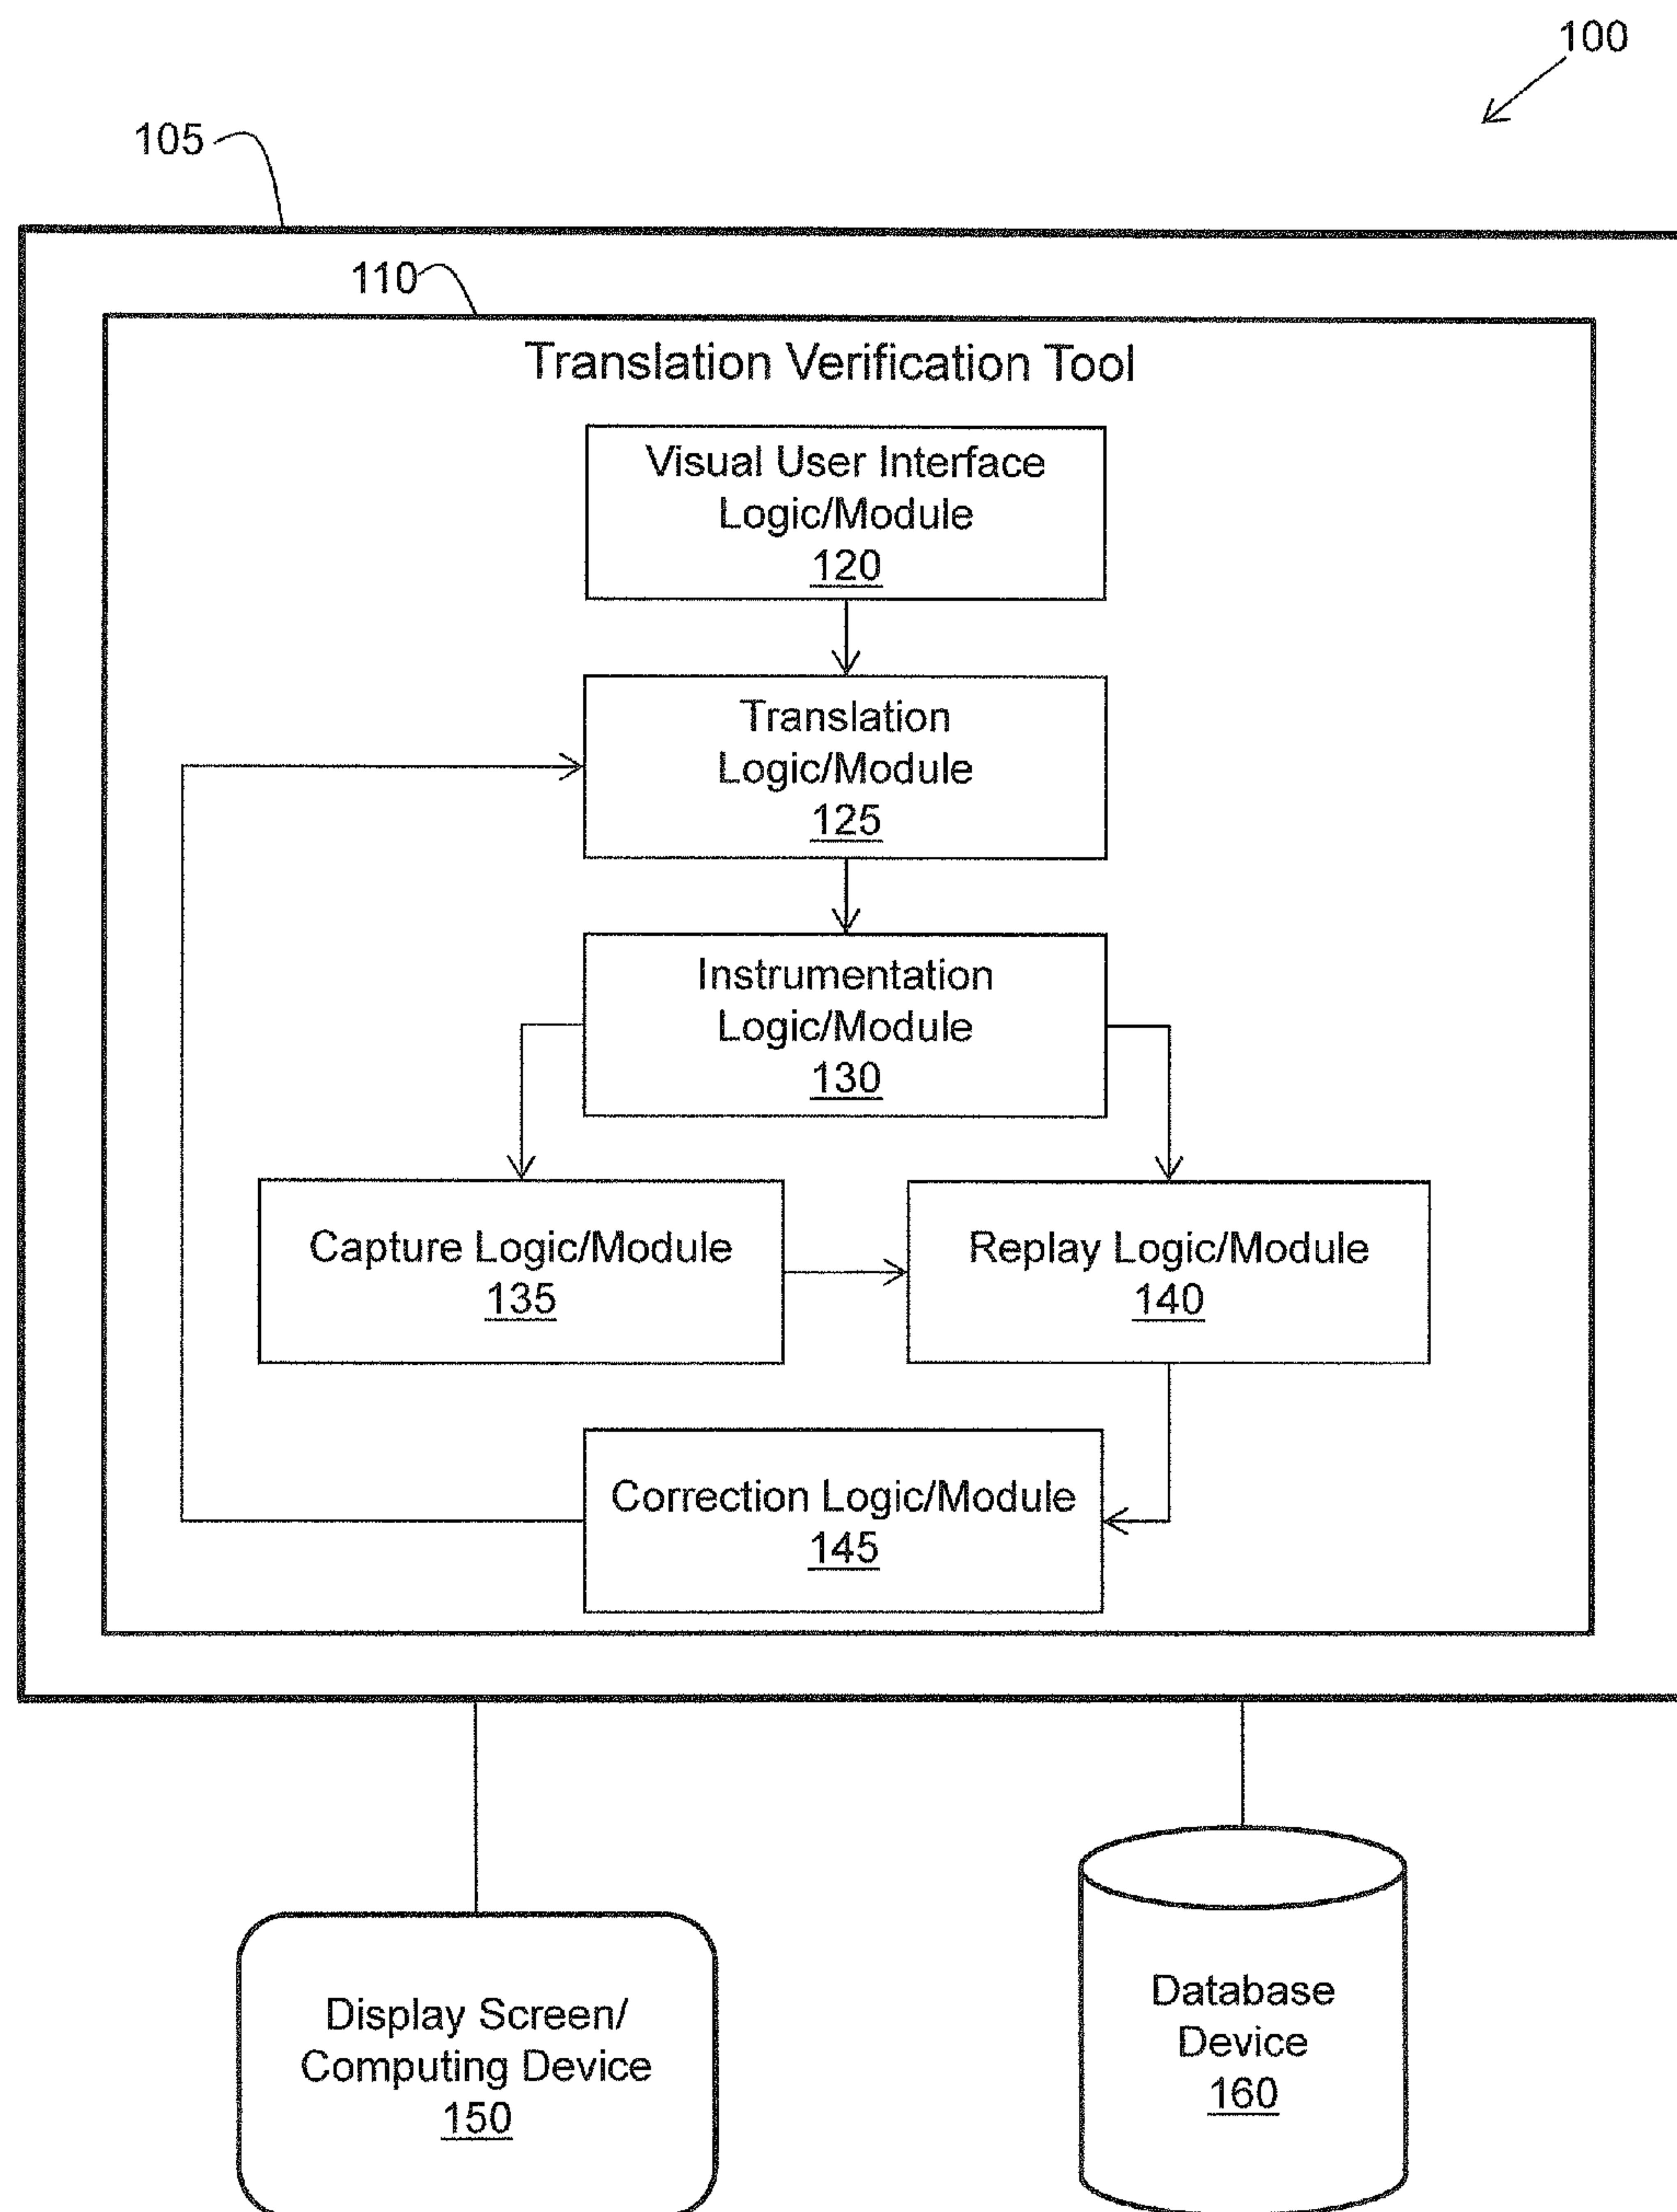 100
105
110
Translation Verification Tool
Visual User Interface
Logic/Module
120
Translation
Logic/Module
125
Instrumentation
Logic/Module
130
Capture Logic/Module
135
Replay Logic/Module
140
Correction Logic/Module
145
Display Screen/
Computing Device
150
Database
Device
160